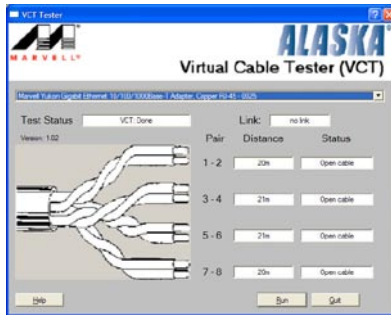 VCT Tester
MARVELL
ALASKA
Virtual Cable Tester (VCT)
Marvell Yukon Gigabit Ethernet 10/100/1000Base-T Adapter, Copper RJ-45 - 0025
Test Status VCT: Done Link: no link
Version: 1.02
Pair Distance Status
1 - 2 20m Open cable
3 - 4 21m Open cable
5 - 6 21m Open cable
7 - 8 20m Open cable
Help Run Quit